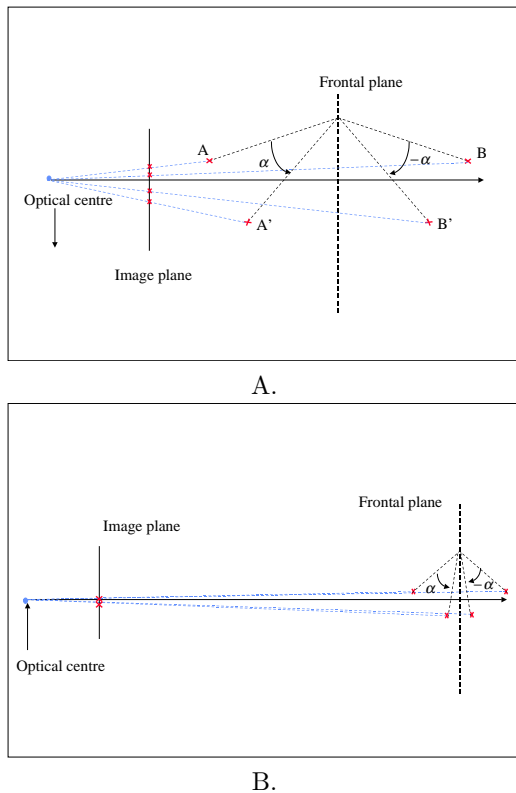 Frontal plane
A
B
α
−α
Optical centre
A'
B'
Image plane
A.
Frontal plane
Image plane
α
−α
Optical centre
B.